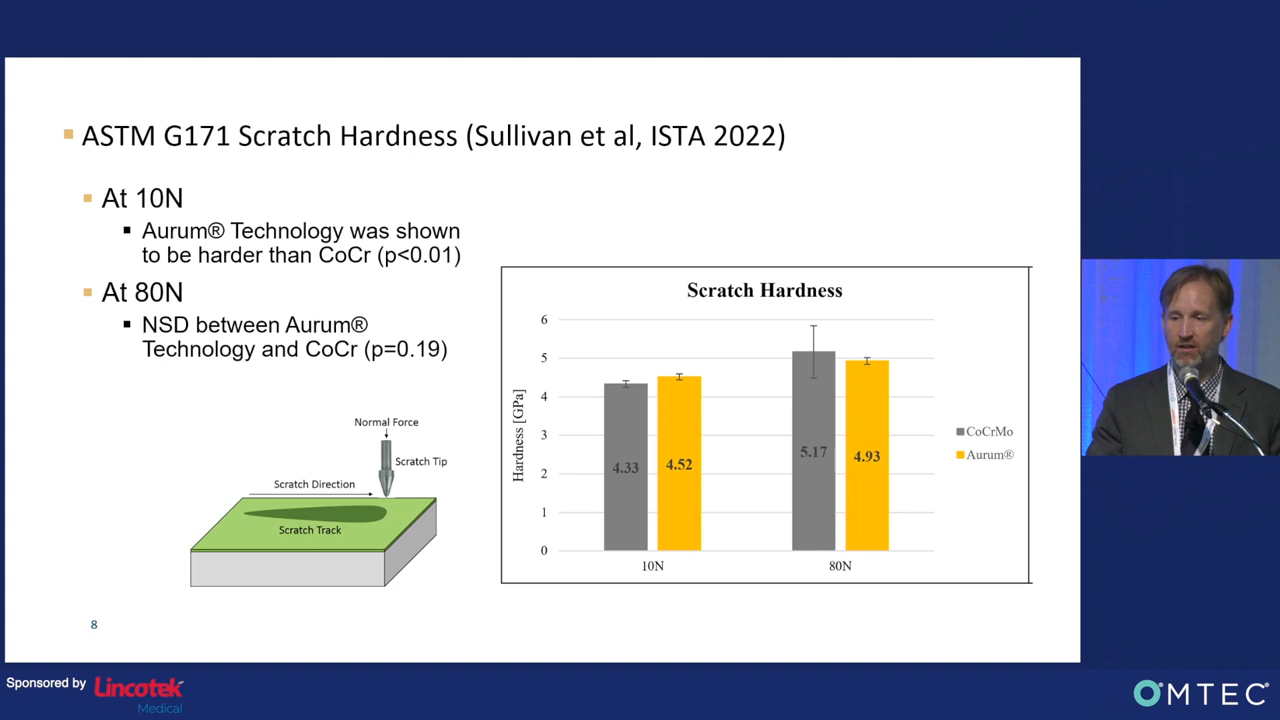 ASTM G171 Scratch Hardness (Sullivan et al, ISTA 2022)
At 10N
Aurum® Technology was shown
to be harder than CoCr (p<0.01)
At 80N
NSD between Aurum®
Technology and CoCr (p=0.19)
Normal Force
Scratch Tip
Scratch Direction
Scratch Track
Scratch Hardness
Hardness [GPa]
6
5
4
3
2
1
0
4.33
4.52
5.17
4.93
10N
80N
CoCrMo
Aurum®
8
Sponsored by
Lincotek
Medical
OMTEC